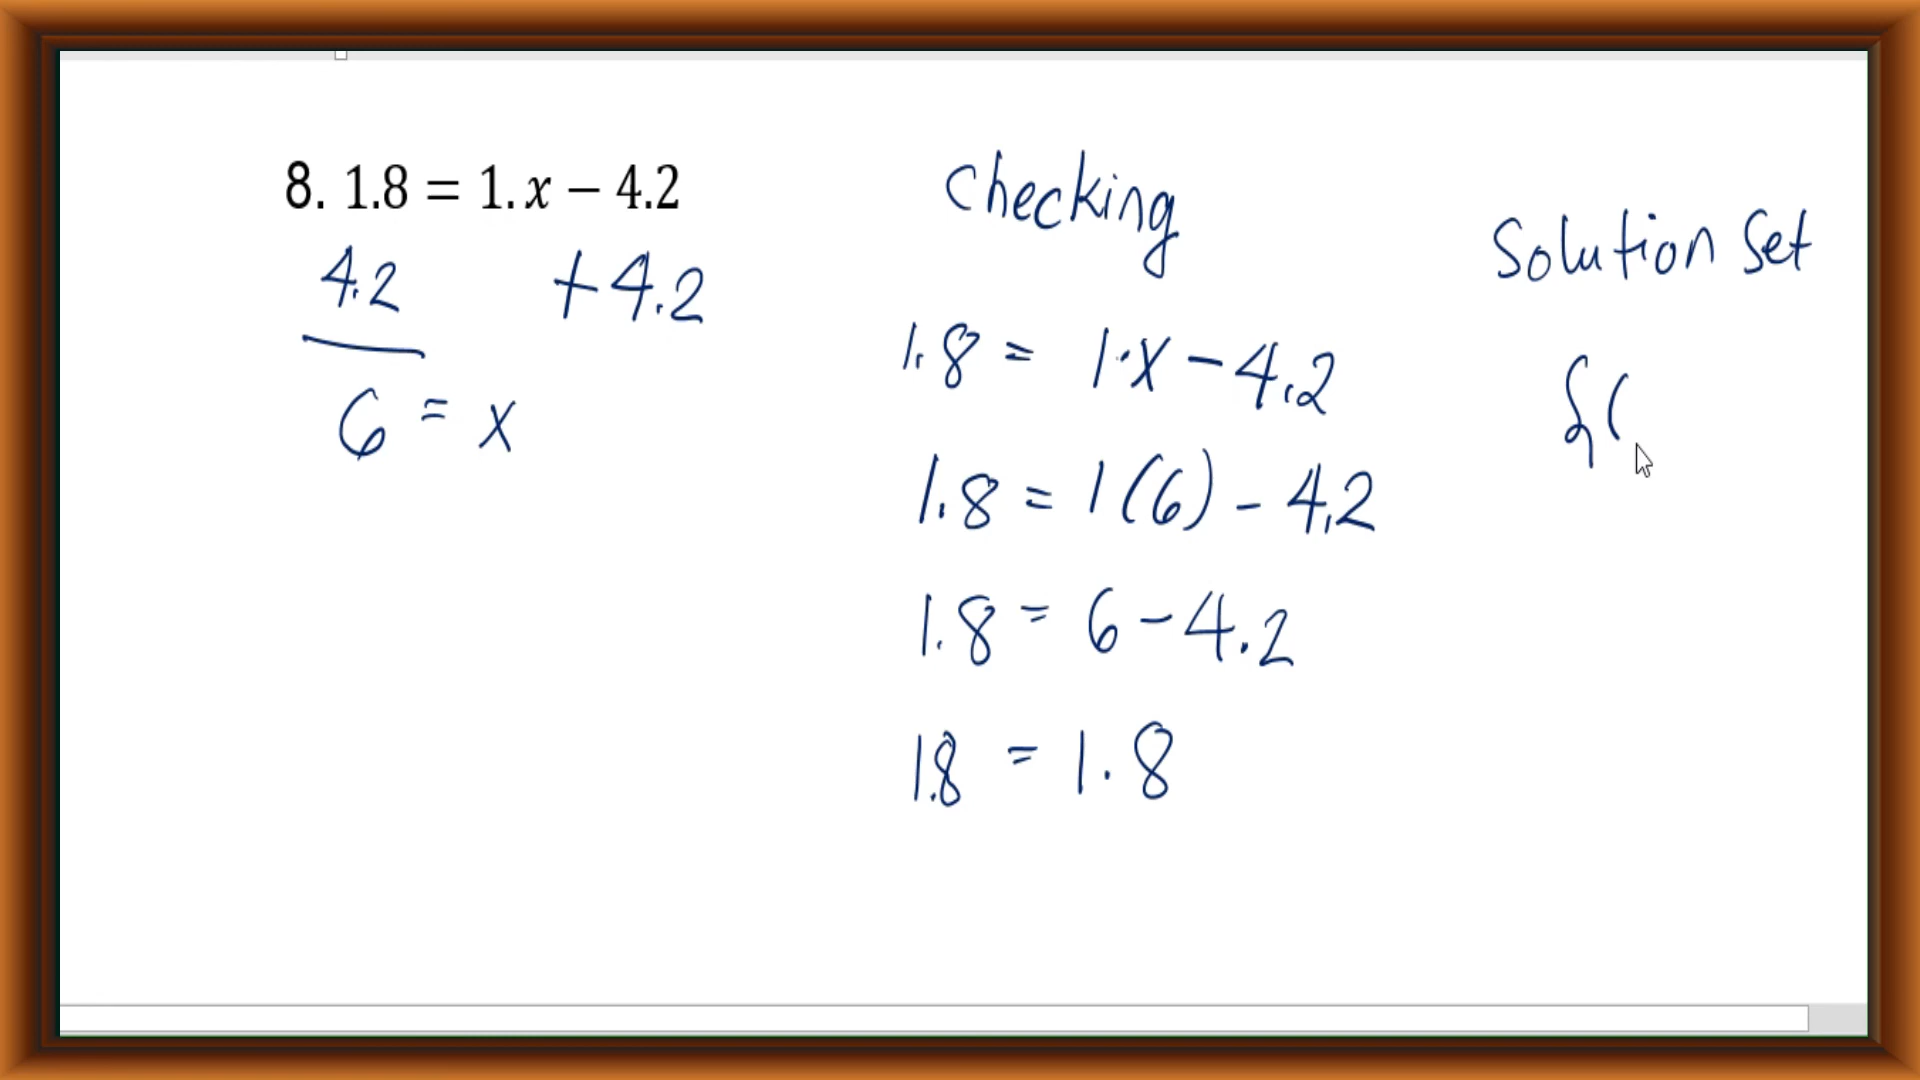 8. 1.8 = 1. x − 4.2
4.2 +4.2
6 = x
Checking
1.8 = 1·x − 4.2
1.8 = 1(6) − 4.2
1.8 = 6 − 4.2
1.8 = 1.8
Solution Set
{(